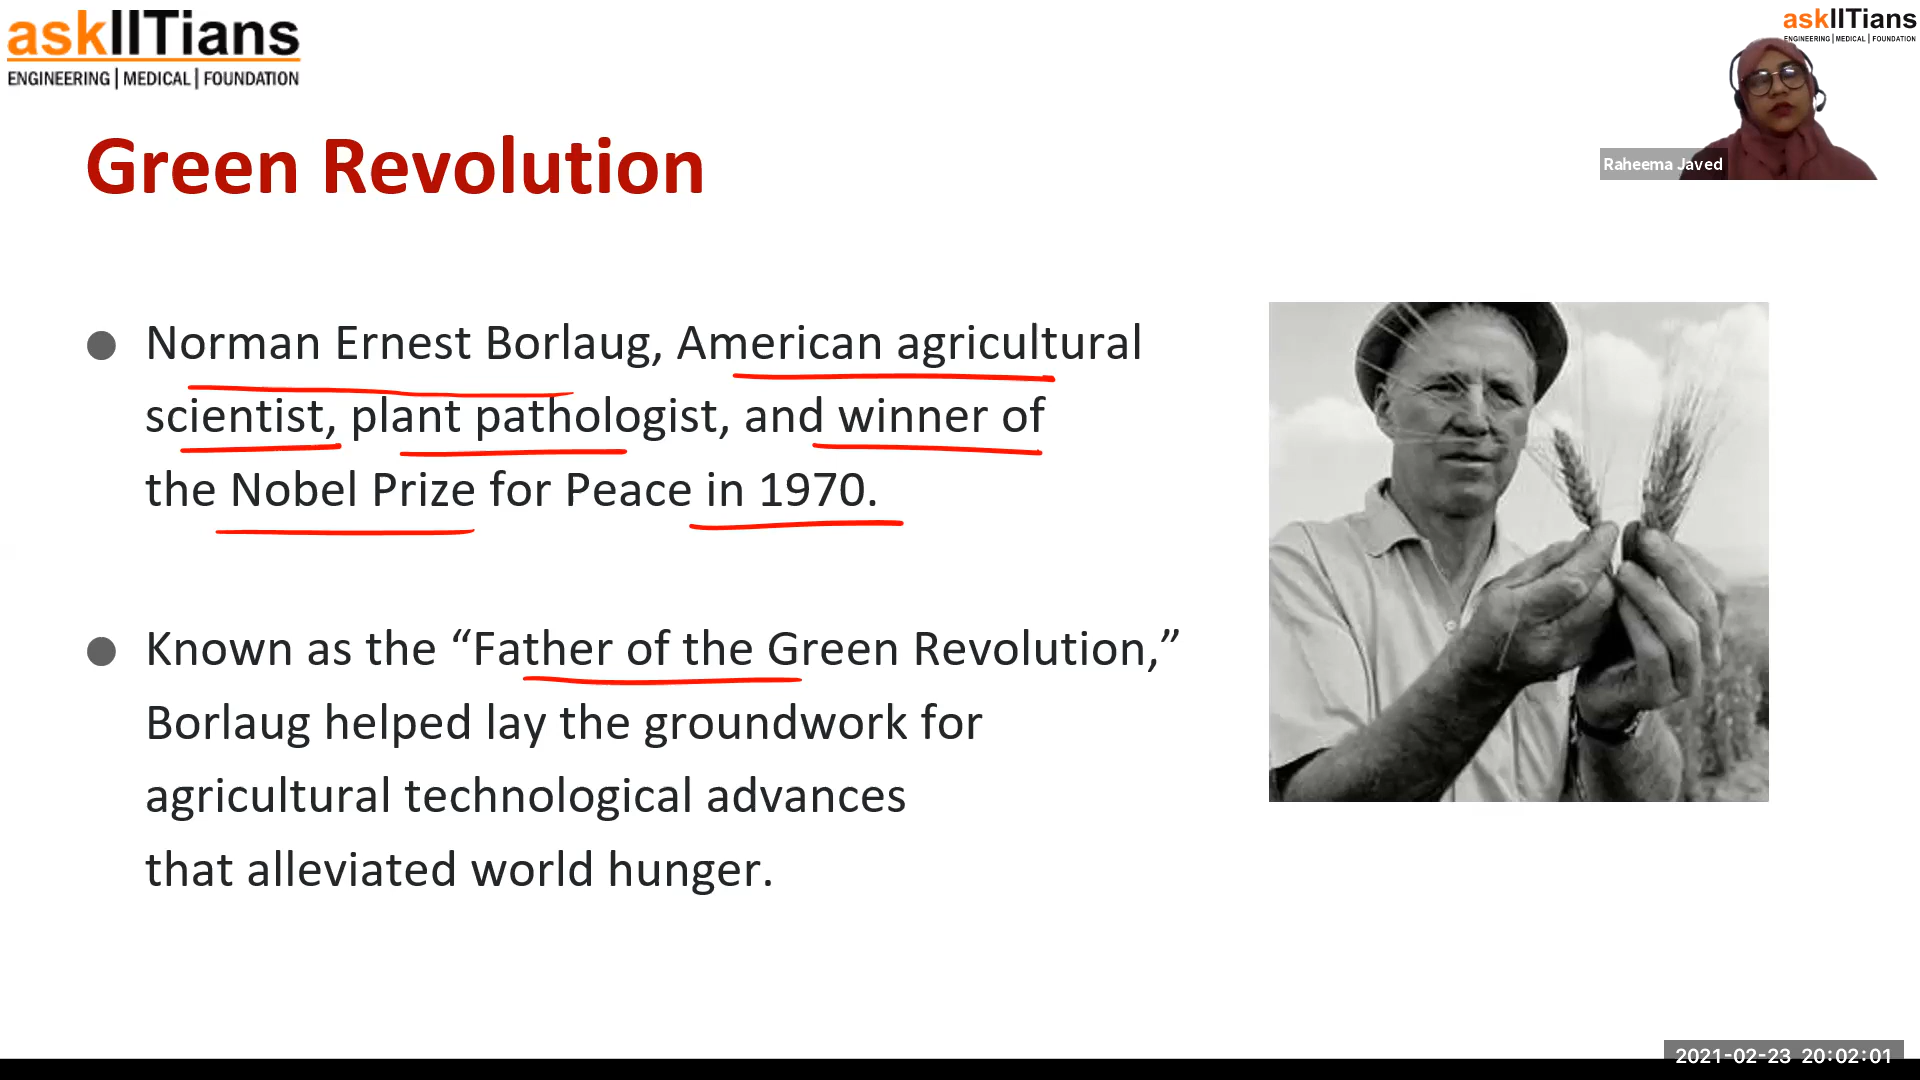 askIITians
ENGINEERING | MEDICAL | FOUNDATION
askIITians
ENGINEERING | MEDICAL | FOUNDATION
Raheema Javed
Green Revolution
● Norman Ernest Borlaug, American agricultural
scientist, plant pathologist, and winner of
the Nobel Prize for Peace in 1970.
● Known as the “Father of the Green Revolution,”
Borlaug helped lay the groundwork for
agricultural technological advances
that alleviated world hunger.
2021-02-23 20:02:01